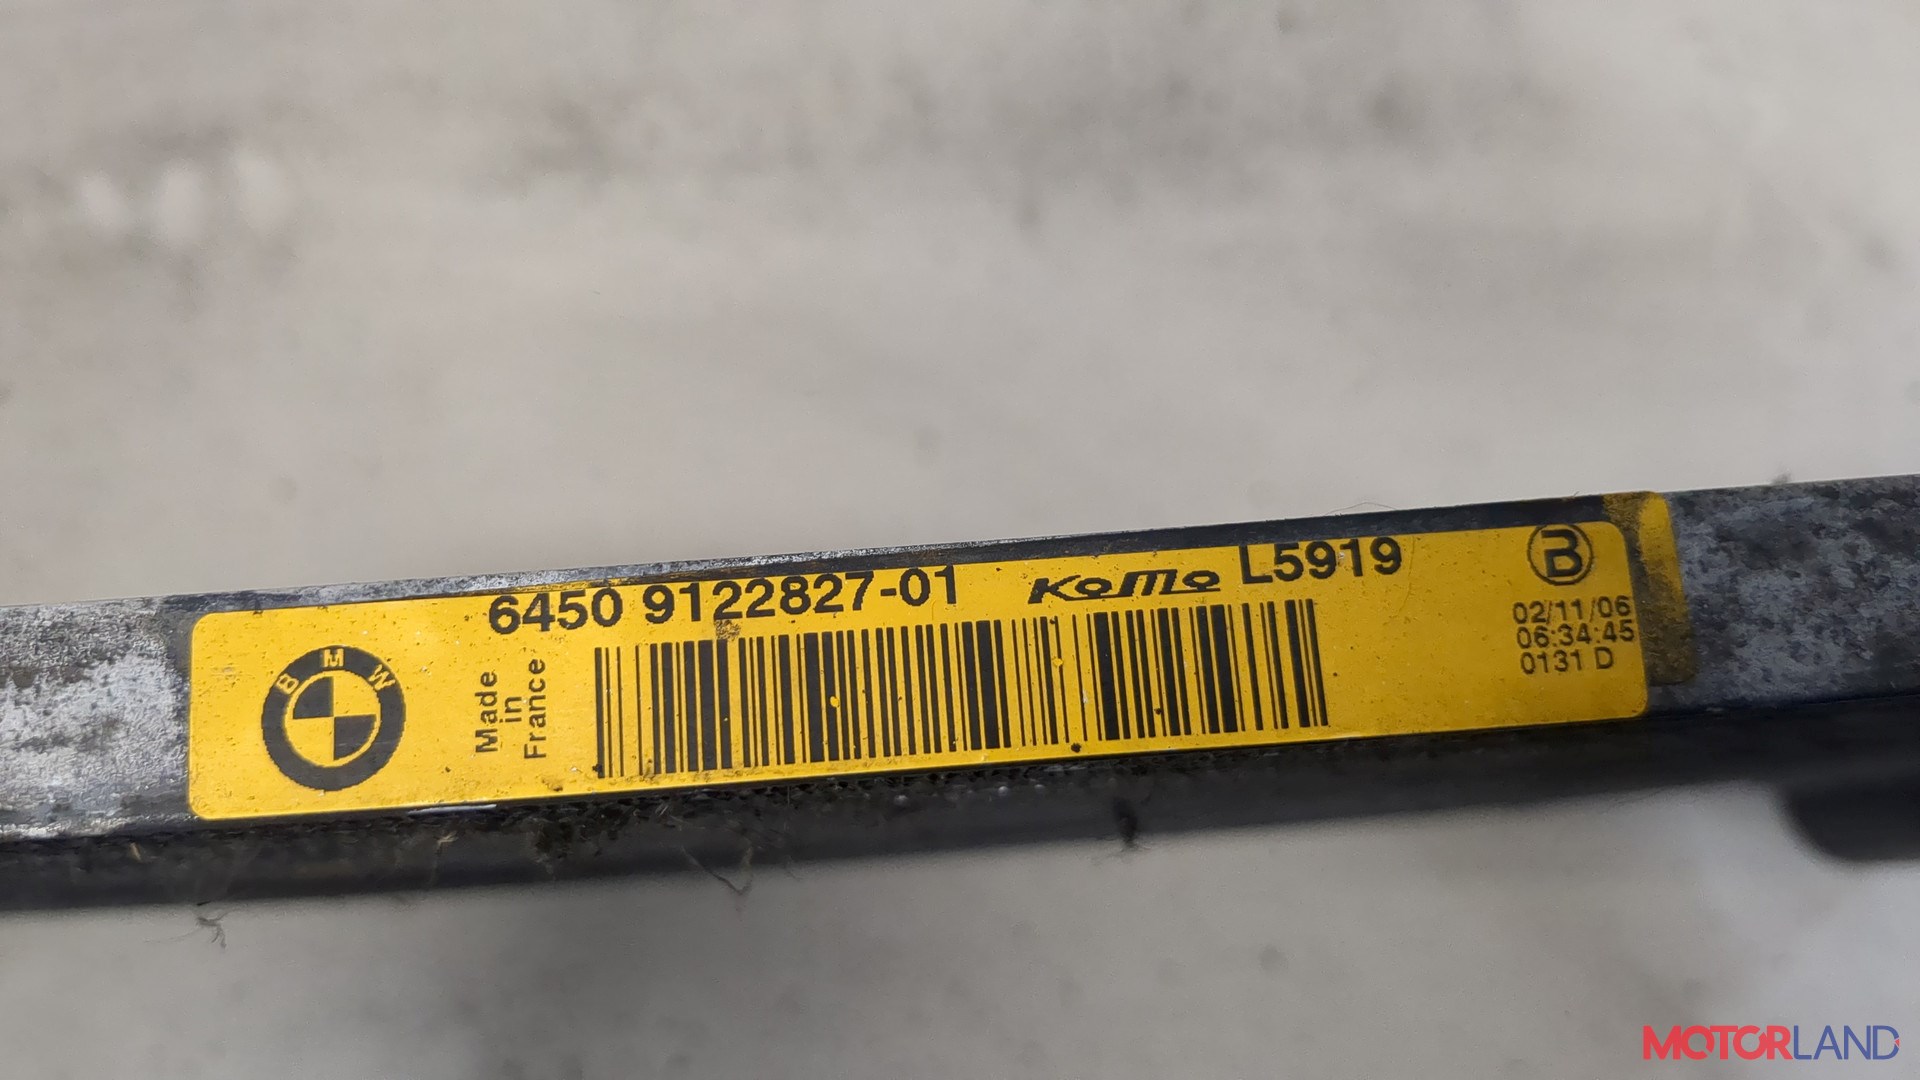 6450 9122827-01 KoMo L5919
B
BMW
Made
in
France
02/11/06
06:34:45
0131 D
MOTORLAND